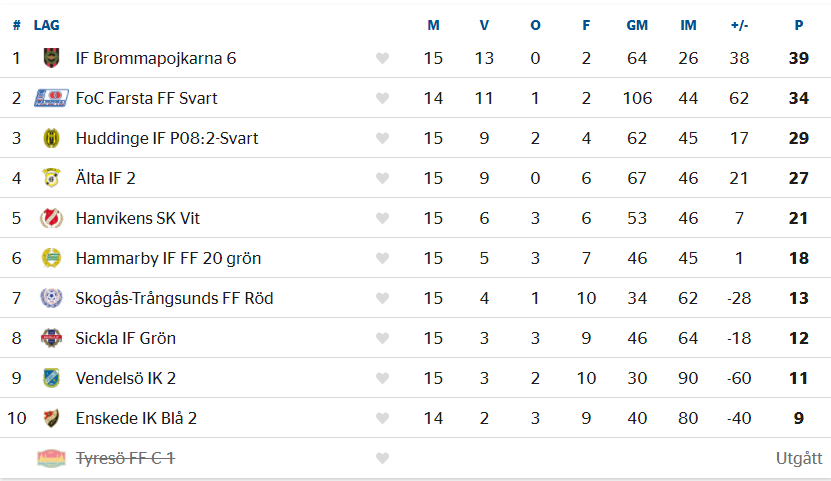 # LAG M V O F GM IM +/- P
1 IF Brommapojkarna 6 15 13 0 2 64 26 38 39
2 FoC Farsta FF Svart 14 11 1 2 106 44 62 34
3 Huddinge IF P08:2-Svart 15 9 2 4 62 45 17 29
4 Älta IF 2 15 9 0 6 67 46 21 27
5 Hanvikens SK Vit 15 6 3 6 53 46 7 21
6 Hammarby IF FF 20 grön 15 5 3 7 46 45 1 18
7 Skogås-Trångsunds FF Röd 15 4 1 10 34 62 -28 13
8 Sickla IF Grön 15 3 3 9 46 64 -18 12
9 Vendelsö IK 2 15 3 2 10 30 90 -60 11
10 Enskede IK Blå 2 14 2 3 9 40 80 -40 9
Tyresö FF C 1 Utgått